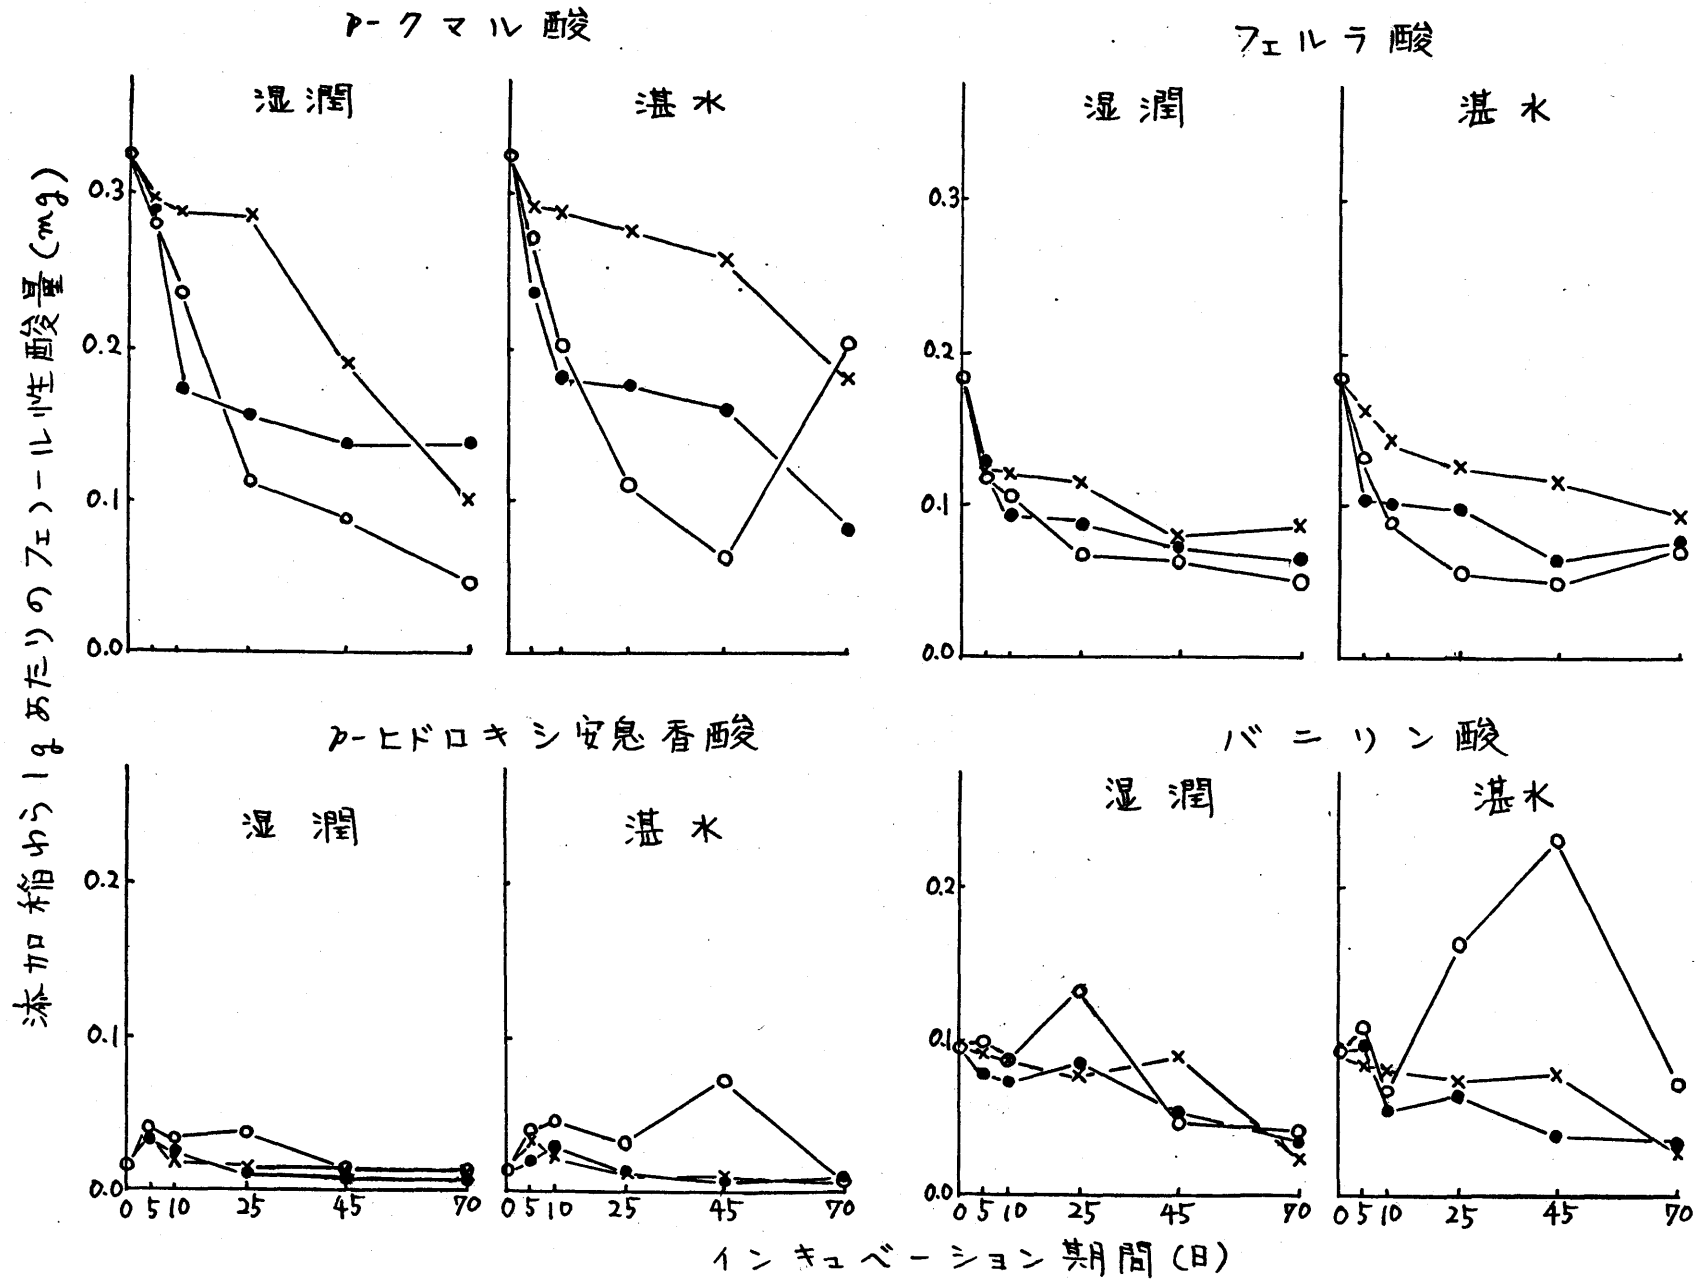 p-クマル酸
フェルラ酸
湿潤
湛水
湿潤
湛水
添加稲わら1gあたりのフェノール性酸量(mg)
0.3
0.2
0.1
0.0
0.3
0.2
0.1
0.0
p-ヒドロキシ安息香酸
バニリン酸
湿潤
湛水
湿潤
湛水
0.2
0.1
0.0
0.2
0.1
0.0
0 5 10 25 45 70
0 5 10 25 45 70
0 5 10 25 45 70
0 5 10 25 45 70
インキュベーション期間(日)